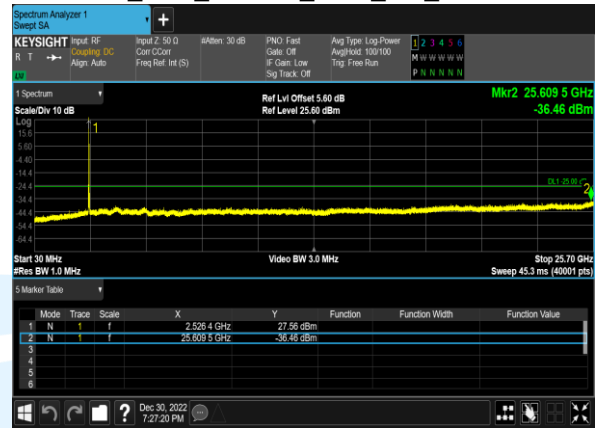 Spectrum Analyzer 1
Swept SA
+
KEYSIGHT Input: RF Input Z: 50 Ω #Atten: 30 dB PNO: Fast Avg Type: Log-Power 1 2 3 4 5 6
R T Coupling: DC Corr CCorr Gate: Off Avg|Hold: 100/100 M W W W W W
Align: Auto Freq Ref: Int (S) IF Gain: Low Trig: Free Run P N N N N N
Sig Track: Off
LW
1 Spectrum Ref Lvl Offset 5.60 dB Mkr2 25.609 5 GHz
Scale/Div 10 dB Ref Level 25.60 dBm -36.46 dBm
Log
15.6
5.60
-4.40
-14.4
-24.4
-34.4
-44.4
-54.4
-64.4
1
DL1 -25.00
2
Start 30 MHz Video BW 3.0 MHz Stop 25.70 GHz
#Res BW 1.0 MHz Sweep 45.3 ms (40001 pts)
5 Marker Table
Mode Trace Scale X Y Function Function Width Function Value
1 N 1 f 2.526 4 GHz 27.56 dBm
2 N 1 f 25.609 5 GHz -36.46 dBm
3
4
5
6
? Dec 30, 2022
7:27:20 PM